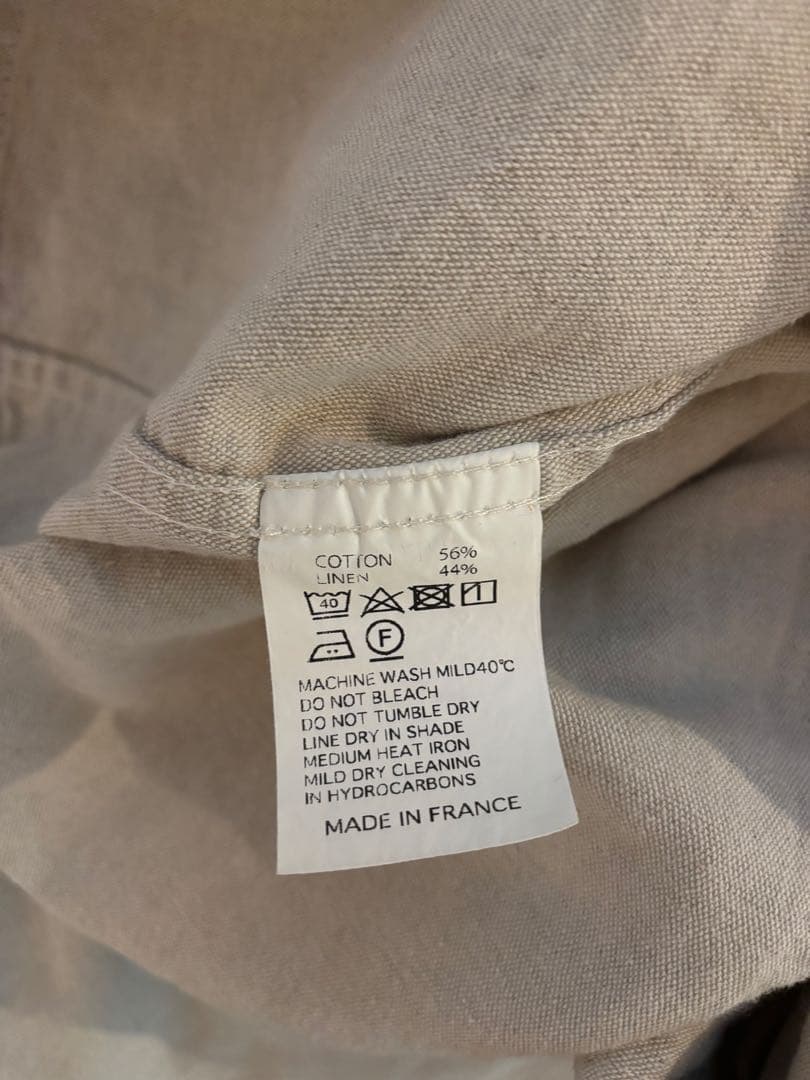 COTTON 56%
LINEN 44%
40
F
MACHINE WASH MILD40℃
DO NOT BLEACH
DO NOT TUMBLE DRY
LINE DRY IN SHADE
MEDIUM HEAT IRON
MILD DRY CLEANING
IN HYDROCARBONS
MADE IN FRANCE